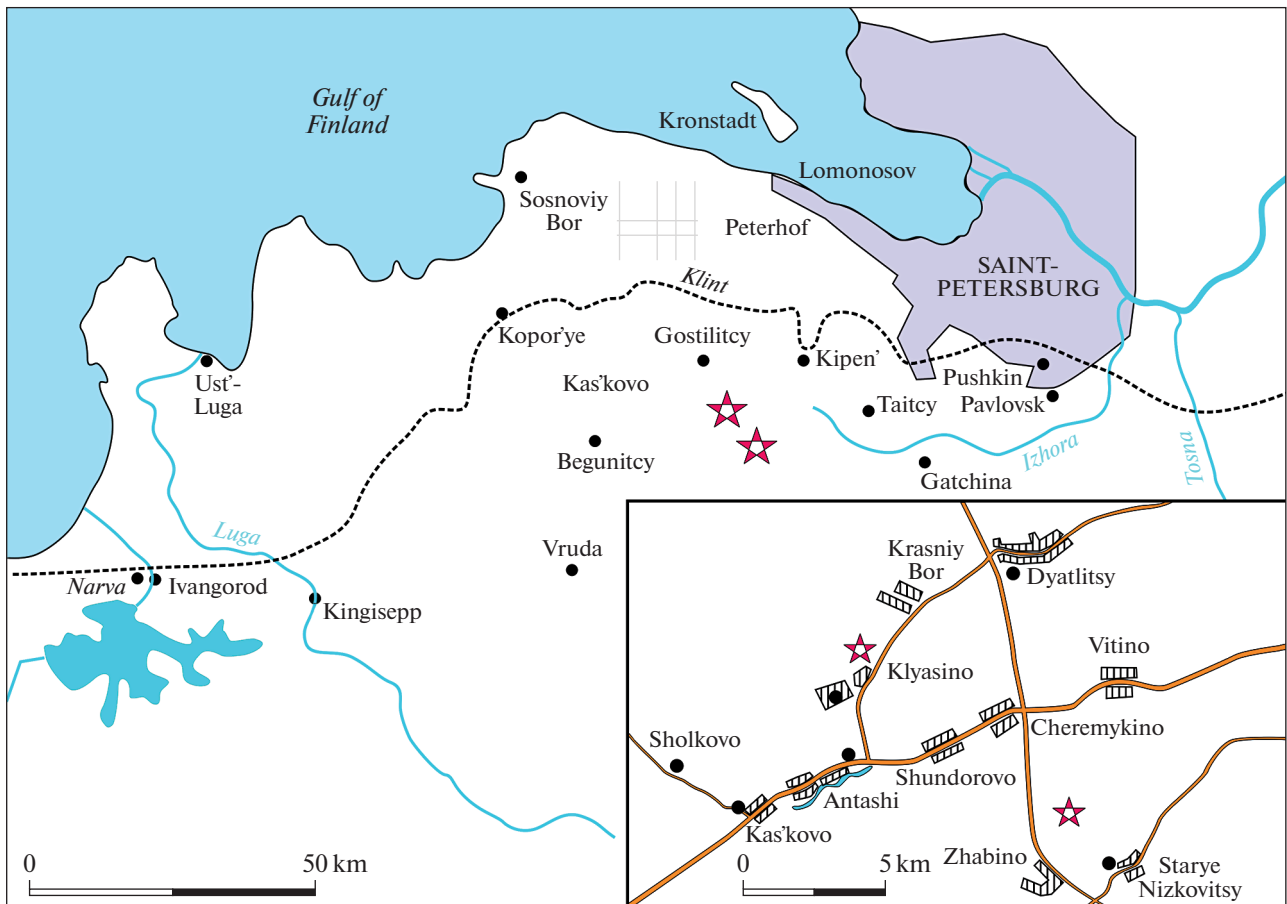 Gulf of
Finland
Kronstadt
Lomonosov
Sosnoviy
Bor
Peterhof
SAINT-
PETERSBURG
Klint
Kopor'ye
Gostilitcy
Kipen'
Ust'-
Luga
Kas'kovo
Pushkin
Taitcy
Pavlovsk
Begunitcy
Izhora
Tosna
Gatchina
Luga
Vruda
Narva
Ivangorod
Kingisepp
0
50 km
Krasniy
Bor
Dyatlitsy
Vitino
Klyasino
Cheremykino
Sholkovo
Shundorovo
Antashi
Kas'kovo
Zhabino
Starye
Nizkovitsy
0
5 km